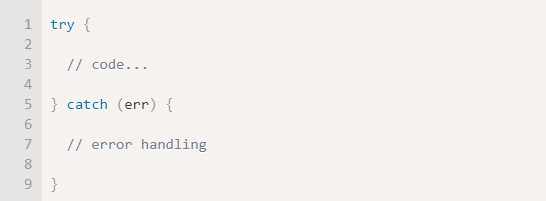 1 try {
2
3 // code...
4
5 } catch (err) {
6
7 // error handling
8
9 }